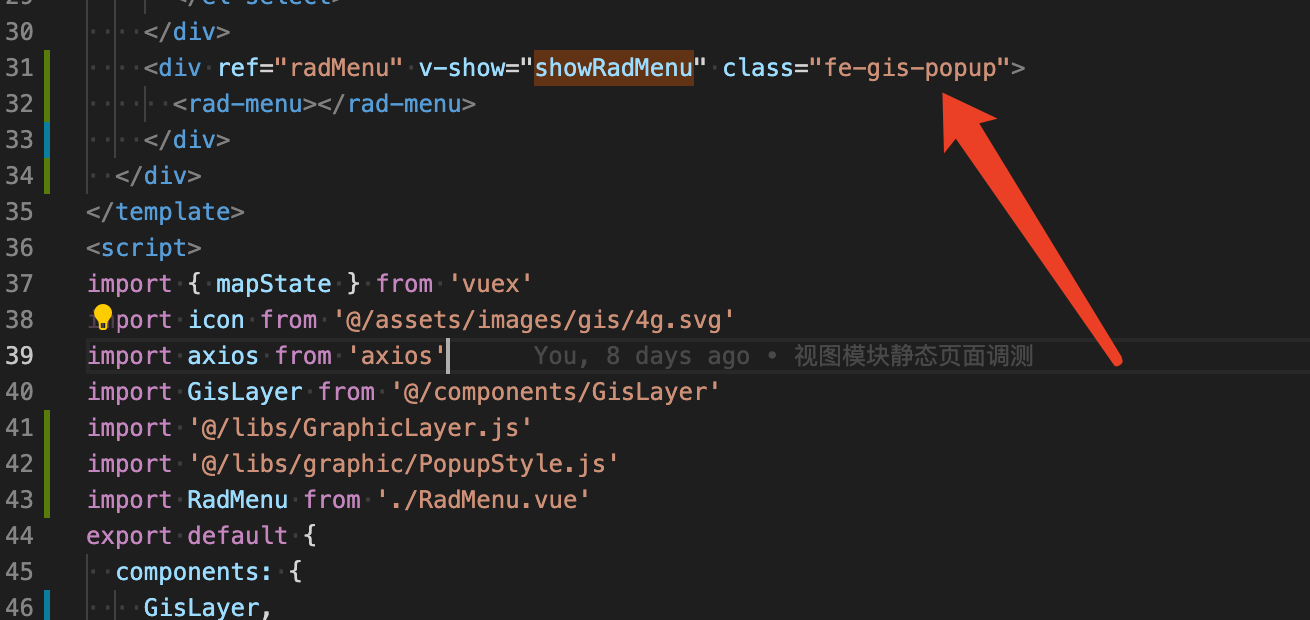 29 </el-select>
30 </div>
31 <div ref="radMenu" v-show="showRadMenu" class="fe-gis-popup">
32 <rad-menu></rad-menu>
33 </div>
34 </div>
35 </template>
36 <script>
37 import { mapState } from 'vuex'
38 import icon from '@/assets/images/gis/4g.svg'
39 import axios from 'axios' You, 8 days ago • 视图模块静态页面调测
40 import GisLayer from '@/components/GisLayer'
41 import '@/libs/GraphicLayer.js'
42 import '@/libs/graphic/PopupStyle.js'
43 import RadMenu from './RadMenu.vue'
44 export default {
45 components: {
46 GisLayer,